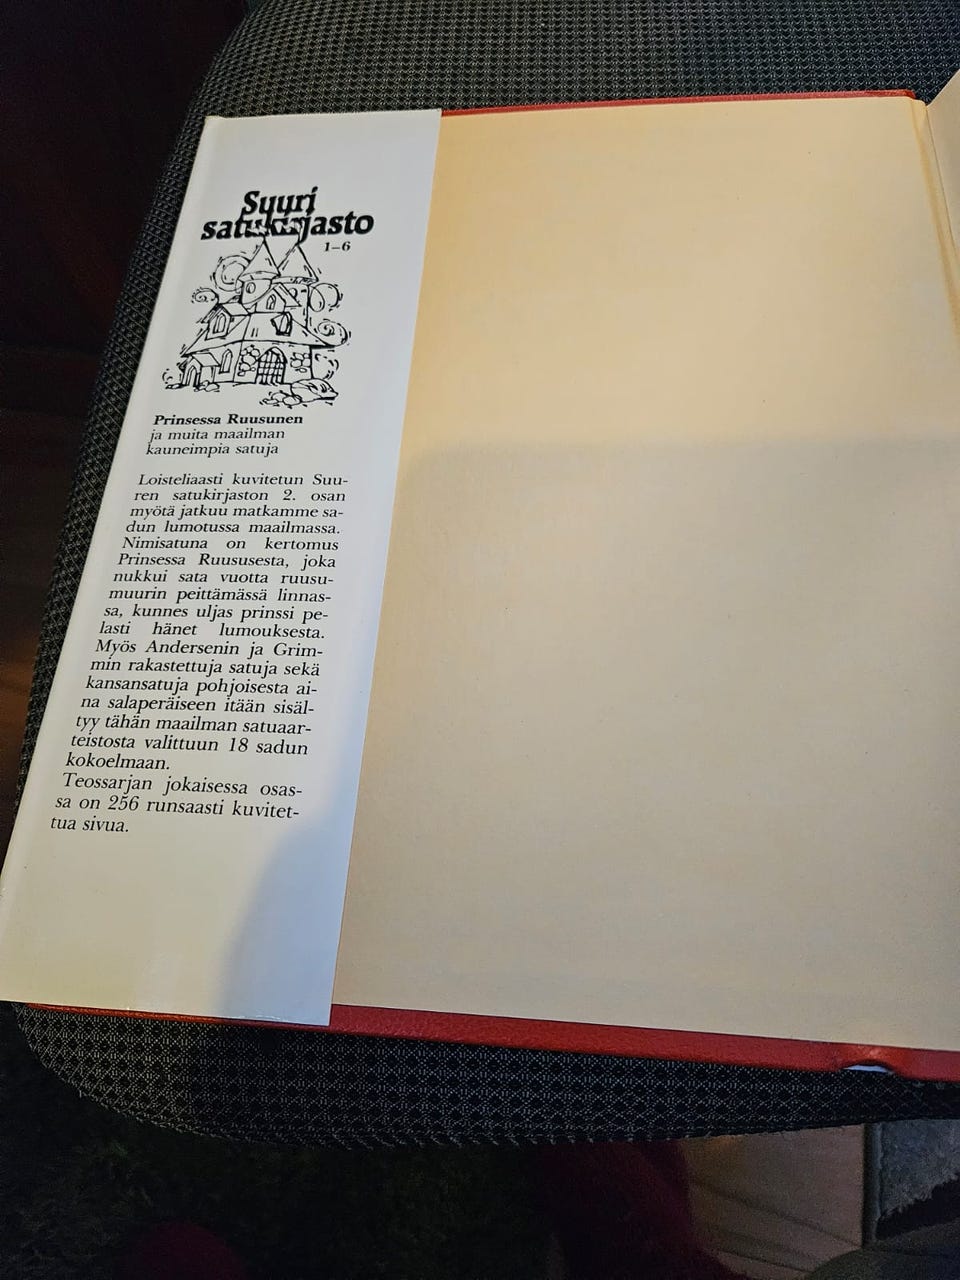 Suuri
satukirjasto
1–6
Prinsessa Ruusunen
ja muita maailman
kauneimpia satuja
Loisteliaasti kuvitetun Suu-
ren satukirjaston 2. osan
myötä jatkuu matkamme sa-
dun lumotussa maailmassa.
Nimisatuna on kertomus
Prinsessa Ruususesta, joka
nukkui sata vuotta ruusu-
muurin peittämässä linnas-
sa, kunnes uljas prinssi pe-
lasti hänet lumouksesta.
Myös Andersenin ja Grim-
min rakastettuja satuja sekä
kansansatuja pohjoisesta ai-
na salaperäiseen itään sisäl-
tyy tähän maailman satuaar-
teistosta valittuun 18 sadun
kokoelmaan.
Teossarjan jokaisessa osas-
sa on 256 runsaasti kuvitet-
tua sivua.